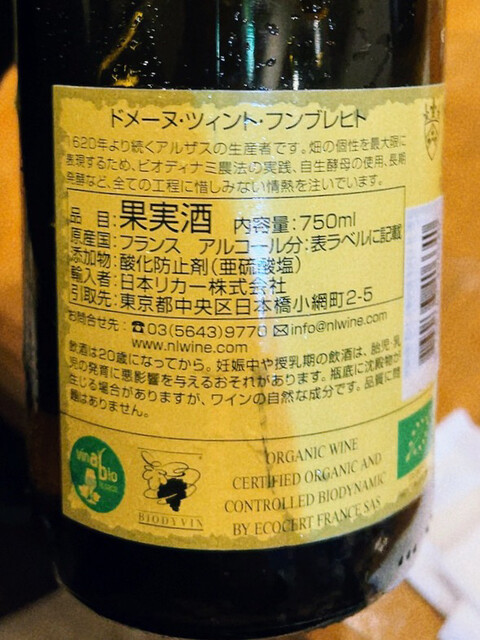 ドメーヌ・ツィント・フンブレヒト
1620年より続くアルザスの生産者です。畑の個性を最大限に
表現するため、ビオディナミ農法の実践、自生酵母の使用、長期
発酵など、全ての工程に惜しみない情熱を注いでいます。
品 目：果実酒 内容量：750ml
原産国：フランス アルコール分：表ラベルに記載
添加物：酸化防止剤（亜硫酸塩）
輸入者：日本リカー株式会社
引取先：東京都中央区日本橋小網町2-5
お問合せ先：☎03(5643)9770 ✉info@nlwine.com
www.nlwine.com
飲酒は20歳になってから。妊娠中や授乳期の飲酒は、胎児・乳
児の発育に悪影響を与えるおそれがあります。瓶底に沈殿物が
生じる場合がありますが、ワインの自然な成分です。品質に問
題はありません。
vinabio
BIODYVIN
ORGANIC WINE
CERTIFIED ORGANIC AND
CONTROLLED BIODYNAMIC
BY ECOCERT FRANCE SAS